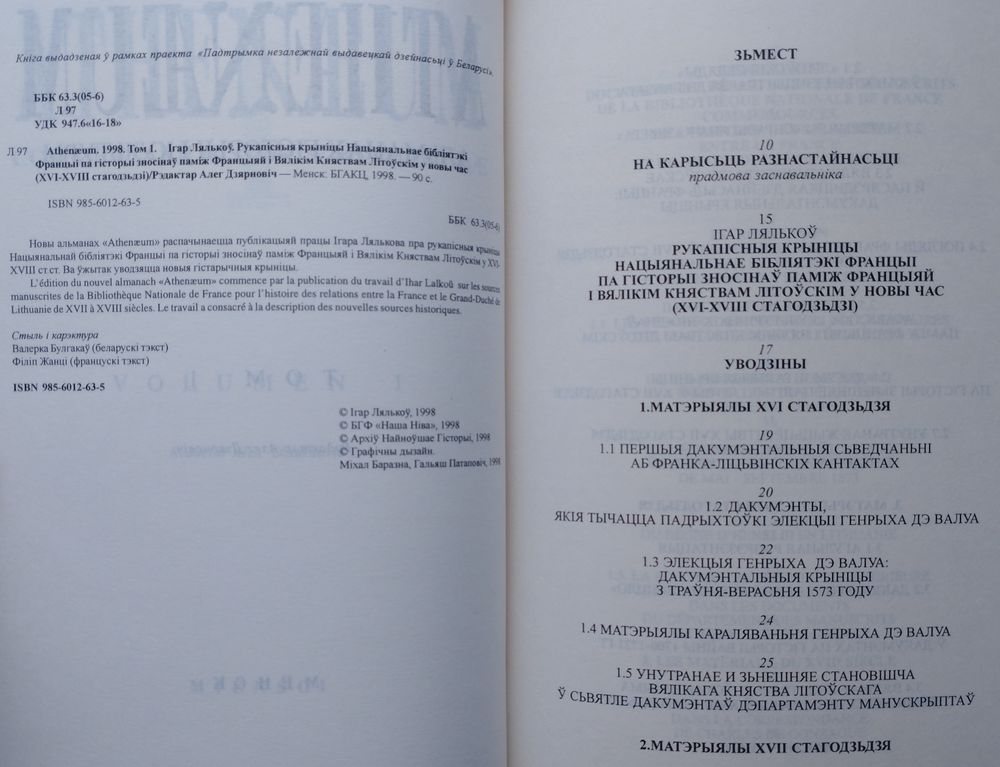 Кніга выдадзеная ў рамках праекта «Падтрымка незалежнай выдавецкай дзейнасьці ў Беларусі».
ББК 63.3(05-6)
Л 97
УДК 947.6«16-18»
Л 97 Athenæum. 1998. Том 1. Ігар Лялькоў. Рукапісныя крыніцы Нацыянальнае бібліятэкі
Францыі па гісторыі зносінаў паміж Францыяй і Вялікім Княствам Літоўскім у новы час
(XVI-XVIII стагодзьдзі)/Рэдактар Алег Дзярновіч — Менск: БГАКЦ, 1998. — 90 с.
ISBN 985-6012-63-5
ББК 63.3(05-6)
Новы альманах «Athenæum» распачынаецца публікацыяй працы Ігара Лялькова пра рукапісныя крыніцы
Нацыянальнай бібліятэкі Францыі па гісторыі зносінаў паміж Францыяй і Вялікім Княствам Літоўскім у XVI-
XVIII ст.ст. Ва ўжытак уводзяцца новыя гістарычныя крыніцы.
L'édition du nouvel almanach «Athenæum» commence par la publication du travail d'Ihar Lalkoŭ sur les sources
manuscrites de la Bibliothèque Nationale de France pour l'histoire des relations entre la France et le Grand-Duché de
Lithuanie de XVII à XVIII siècles. Le travail a consacré à la description des nouvelles sources historiques.
Стыль і карэктура
Валерка Булгакаў (беларускі тэкст)
Філіп Жанці (француcкі тэкст)
ISBN 985-6012-63-5
© Ігар Лялькоў, 1998
© БГФ «Наша Ніва», 1998
© Архіў Найноўшае Гісторыі, 1998
© Графічны дызайн.
Міхал Баразна, Гальяш Патаповіч, 1998
ЗЬМЕСТ
10
НА КАРЫСЬЦЬ РАЗНАСТАЙНАСЬЦІ
прадмова заснавальніка
15
ІГАР ЛЯЛЬКОЎ
РУКАПІСНЫЯ КРЫНІЦЫ
НАЦЫЯНАЛЬНАЕ БІБЛІЯТЭКІ ФРАНЦЫІ
ПА ГІСТОРЫІ ЗНОСІНАЎ ПАМІЖ ФРАНЦЫЯЙ
І ВЯЛІКІМ КНЯСТВАМ ЛІТОЎСКІМ У НОВЫ ЧАС
(XVI-XVIII СТАГОДЗЬДЗІ)
17
УВОДЗІНЫ
1.МАТЭРЫЯЛЫ XVI СТАГОДЗЬДЗЯ
19
1.1 ПЕРШЫЯ ДАКУМЭНТАЛЬНЫЯ СЬВЕДЧАНЬНІ
АБ ФРАНКА-ЛІЦЬВІНСКІХ КАНТАКТАХ
20
1.2 ДАКУМЭНТЫ,
ЯКІЯ ТЫЧАЦЦА ПАДРЫХТОЎКІ ЭЛЕКЦЫІ ГЕНРЫХА ДЭ ВАЛУА
22
1.3 ЭЛЕКЦЫЯ ГЕНРЫХА ДЭ ВАЛУА:
ДАКУМЭНТАЛЬНЫЯ КРЫНІЦЫ
З ТРАЎНЯ-ВЕРАСЬНЯ 1573 ГОДУ
24
1.4 МАТЭРЫЯЛЫ КАРАЛЯВАНЬНЯ ГЕНРЫХА ДЭ ВАЛУА
25
1.5 УНУТРАНАЕ И ЗЬНЕШНЯЕ СТАНОВІШЧА
ВЯЛІКАГА КНЯСТВА ЛІТОЎСКАГА
Ў СЬВЯТЛЕ ДАКУМЭНТАЎ ДЭПАРТАМЭНТУ МАНУСКРЫПТАЎ
2.МАТЭРЫЯЛЫ XVII СТАГОДЗЬДЗЯ